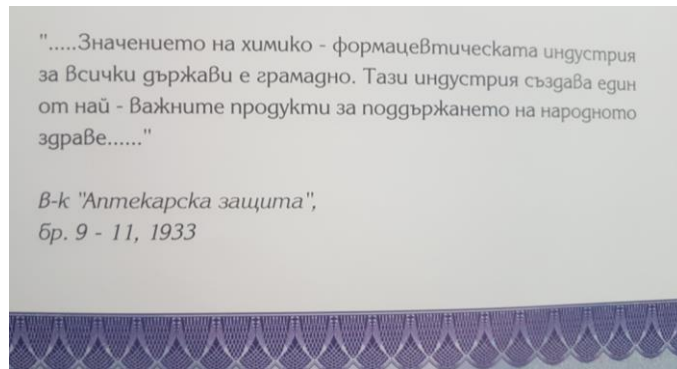 ".....Значението на химико - формацевтическата индустрия
за всички държави е грамадно. Тази индустрия създава един
от най - важните продукти за поддържането на народното
здраве......"
В-к "Аптекарска защита",
бр. 9 - 11, 1933